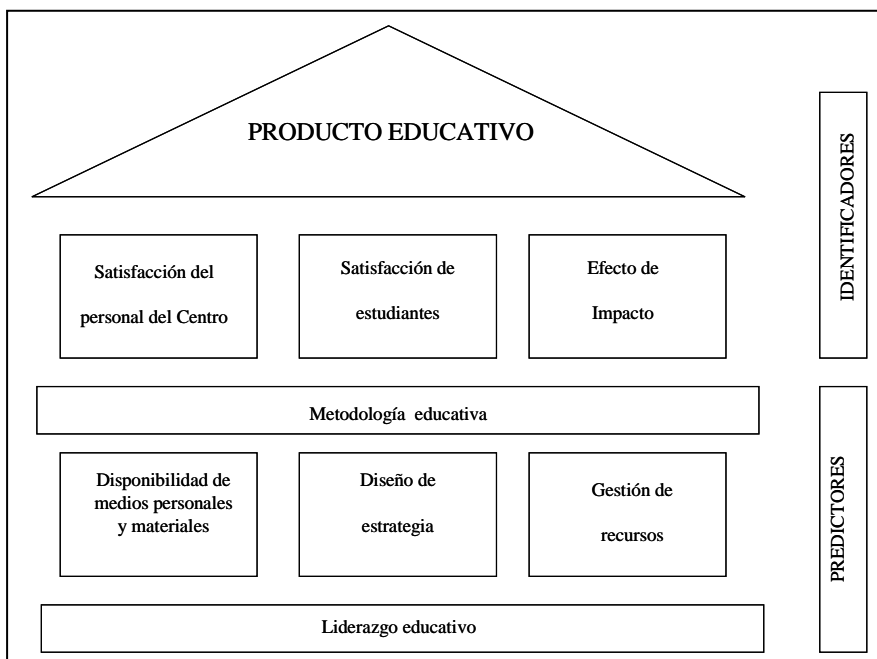 PRODUCTO EDUCATIVO
IDENTIFICADORES
Satisfacción del
personal del Centro
Satisfacción de
estudiantes
Efecto de
Impacto
Metodología educativa
PREDICTORES
Disponibilidad de
medios personales
y materiales
Diseño de
estrategia
Gestión de
recursos
Liderazgo educativo